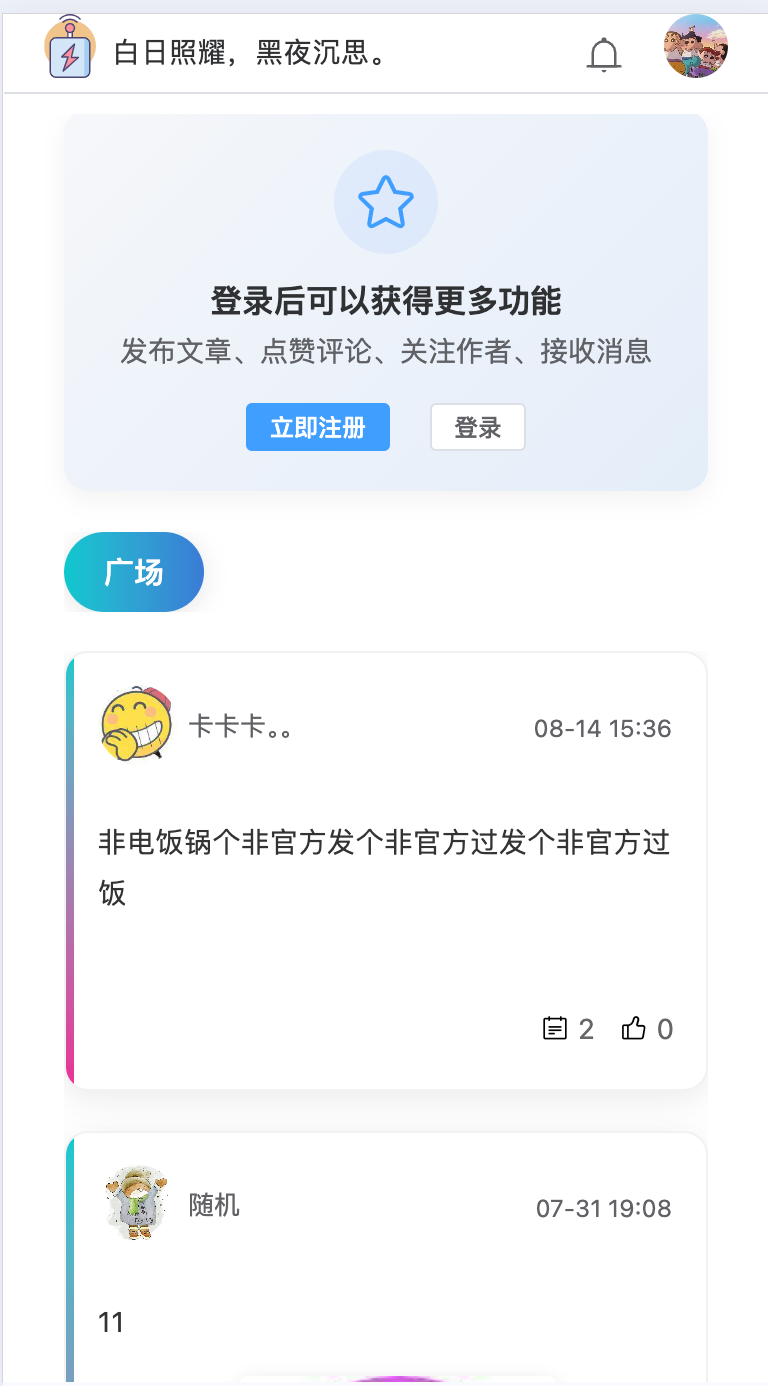 白日照耀，黑夜沉思。
登录后可以获得更多功能
发布文章、点赞评论、关注作者、接收消息
立即注册 登录
广场
卡卡卡。。 08-14 15:36
非电饭锅个非官方发个非官方过发个非官方过
饭
2 0
随机 07-31 19:08
11